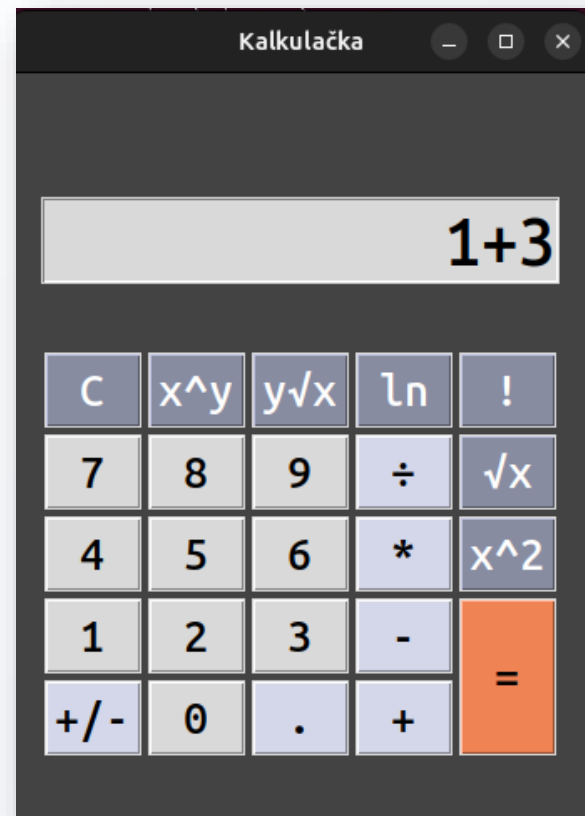 Kalkulačka
1+3
C x^y y√x ln !
7 8 9 ÷ √x
4 5 6 * x^2
1 2 3 - =
+/- 0 . +